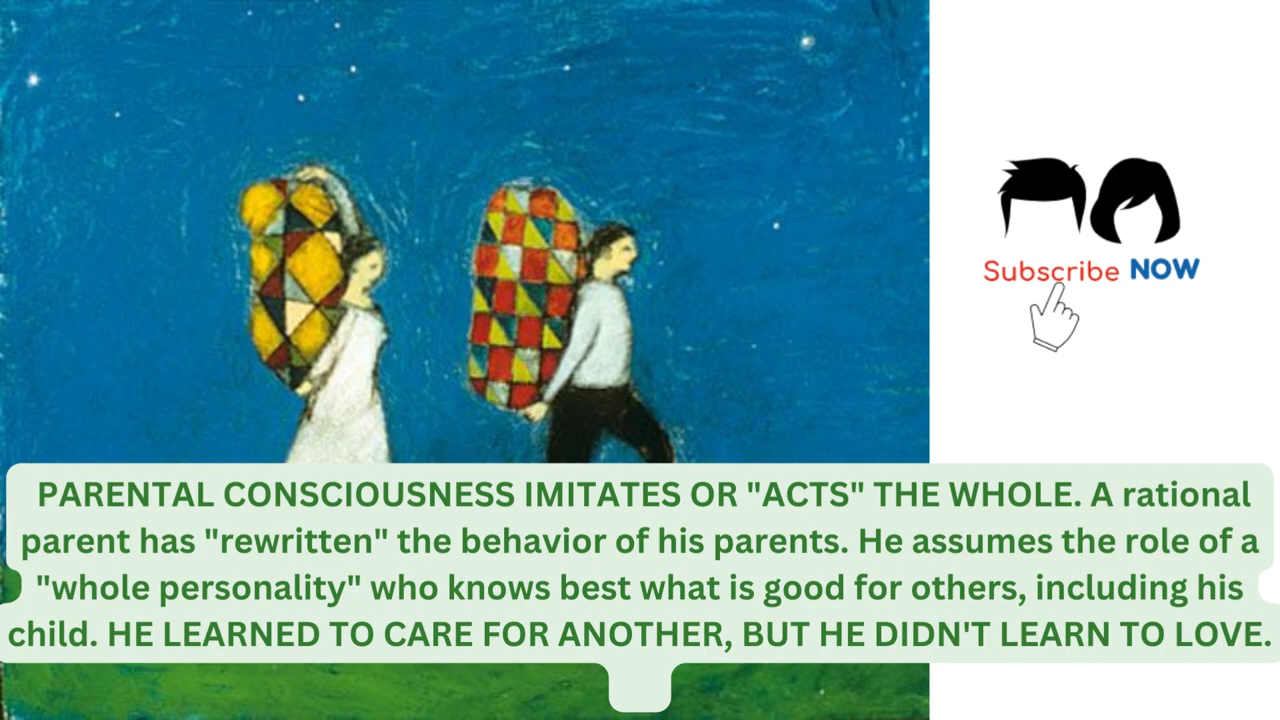 Subscribe NOW
PARENTAL CONSCIOUSNESS IMITATES OR "ACTS" THE WHOLE. A rational
parent has "rewritten" the behavior of his parents. He assumes the role of a
"whole personality" who knows best what is good for others, including his
child. HE LEARNED TO CARE FOR ANOTHER, BUT HE DIDN'T LEARN TO LOVE.